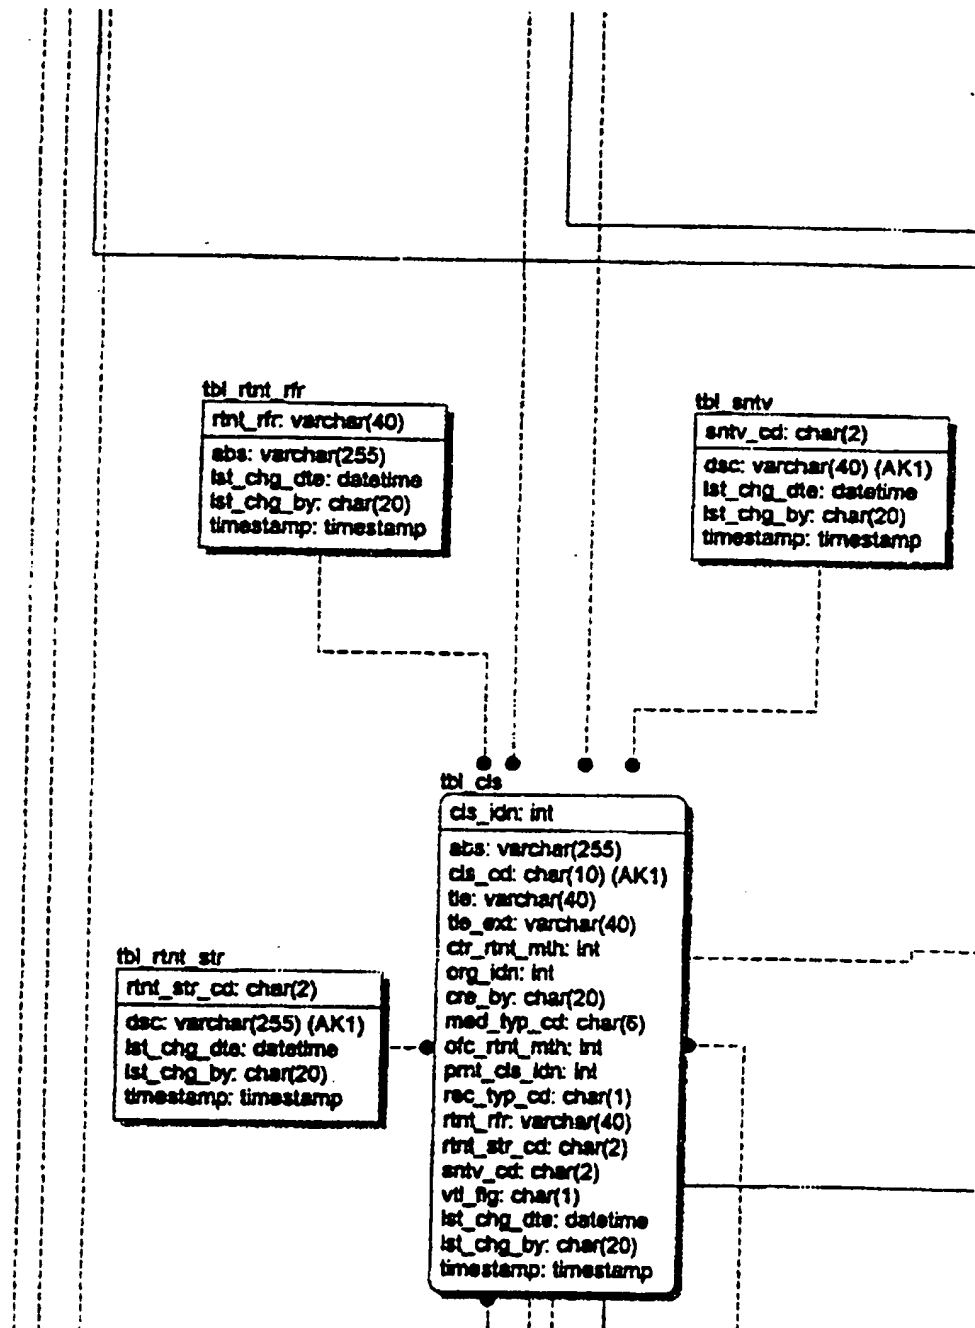 tbl_rtnt_rfr
rtnt_rfr: varchar(40)
abs: varchar(255)
lst_chg_dte: datetime
lst_chg_by: char(20)
timestamp: timestamp
tbl_sntv
sntv_cd: char(2)
dsc: varchar(40) (AK1)
lst_chg_dte: datetime
lst_chg_by: char(20)
timestamp: timestamp
tbl_cls
cls_idn: int
abs: varchar(255)
cls_cd: char(10) (AK1)
tle: varchar(40)
tle_ext: varchar(40)
ctr_rtnt_mth: int
org_idn: int
cre_by: char(20)
med_typ_cd: char(6)
ofc_rtnt_mth: int
prnt_cls_idn: int
rec_typ_cd: char(1)
rtnt_rfr: varchar(40)
rtnt_str_cd: char(2)
sntv_cd: char(2)
vtl_flg: char(1)
lst_chg_dte: datetime
lst_chg_by: char(20)
timestamp: timestamp
tbl_rtnt_str
rtnt_str_cd: char(2)
dsc: varchar(255) (AK1)
lst_chg_dte: datetime
lst_chg_by: char(20)
timestamp: timestamp